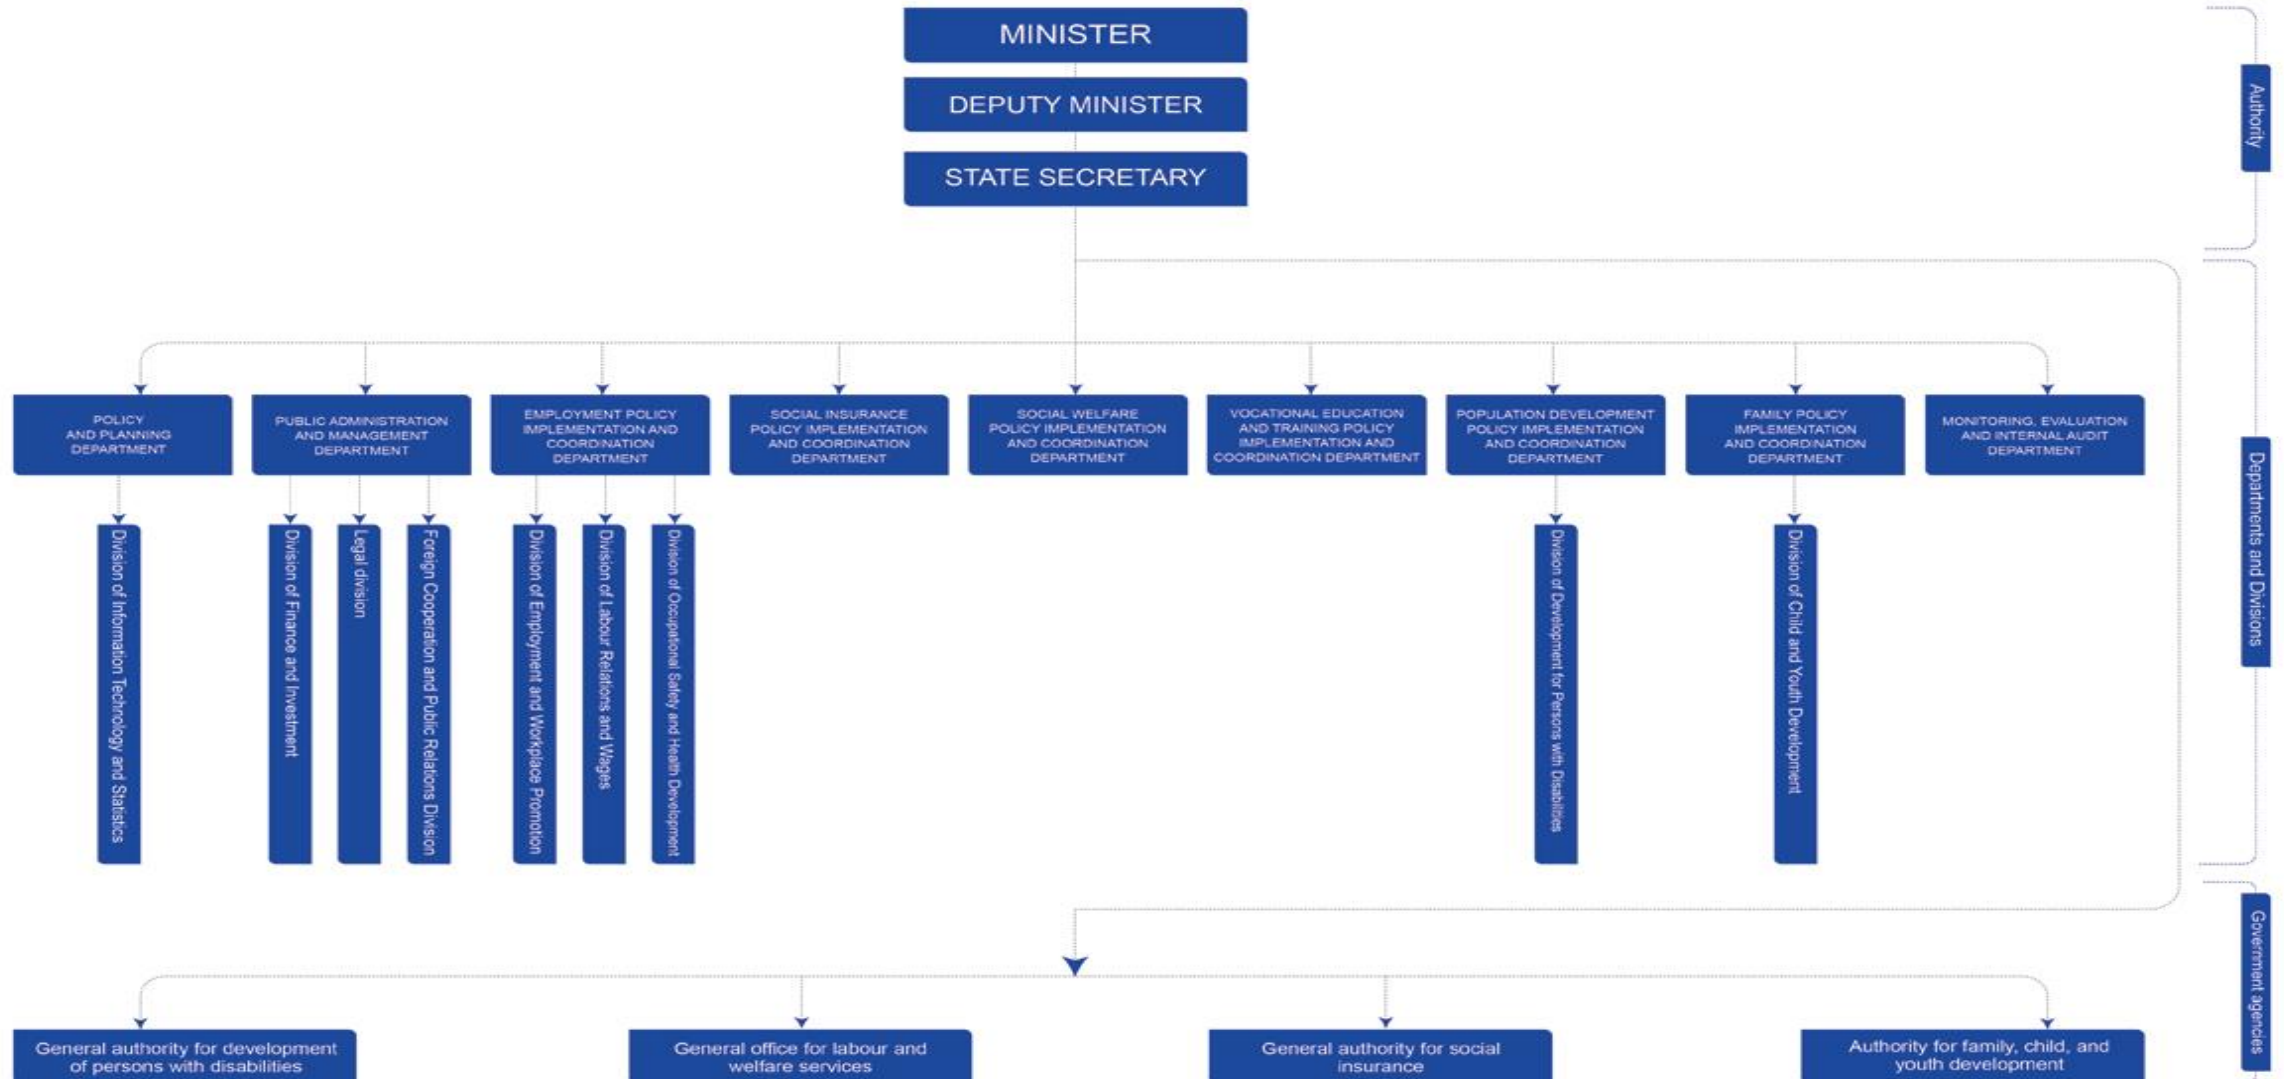 MINISTER
DEPUTY MINISTER
STATE SECRETARY
Authority
POLICY
AND PLANNING
DEPARTMENT
PUBLIC ADMINISTRATION
AND MANAGEMENT
DEPARTMENT
EMPLOYMENT POLICY
IMPLEMENTATION AND
COORDINATION
DEPARTMENT
SOCIAL INSURANCE
POLICY IMPLEMENTATION
AND COORDINATION
DEPARTMENT
SOCIAL WELFARE
POLICY IMPLEMENTATION
AND COORDINATION
DEPARTMENT
VOCATIONAL EDUCATION
AND TRAINING POLICY
IMPLEMENTATION AND
COORDINATION DEPARTMENT
POPULATION DEVELOPMENT
POLICY IMPLEMENTATION
AND COORDINATION
DEPARTMENT
FAMILY POLICY
IMPLEMENTATION
AND COORDINATION
DEPARTMENT
MONITORING, EVALUATION
AND INTERNAL AUDIT
DEPARTMENT
Division of Information Technology and Statistics
Division of Finance and Investment
Legal division
Foreign Cooperation and Public Relations Division
Division of Employment and Workplace Promotion
Division of Labour Relations and Wages
Division of Occupational Safety and Health Development
Division of Development for Persons with Disabilities
Division of Child and Youth Development
Departments and Divisions
General authority for development
of persons with disabilities
General office for labour and
welfare services
General authority for social
insurance
Authority for family, child, and
youth development
Government agencies